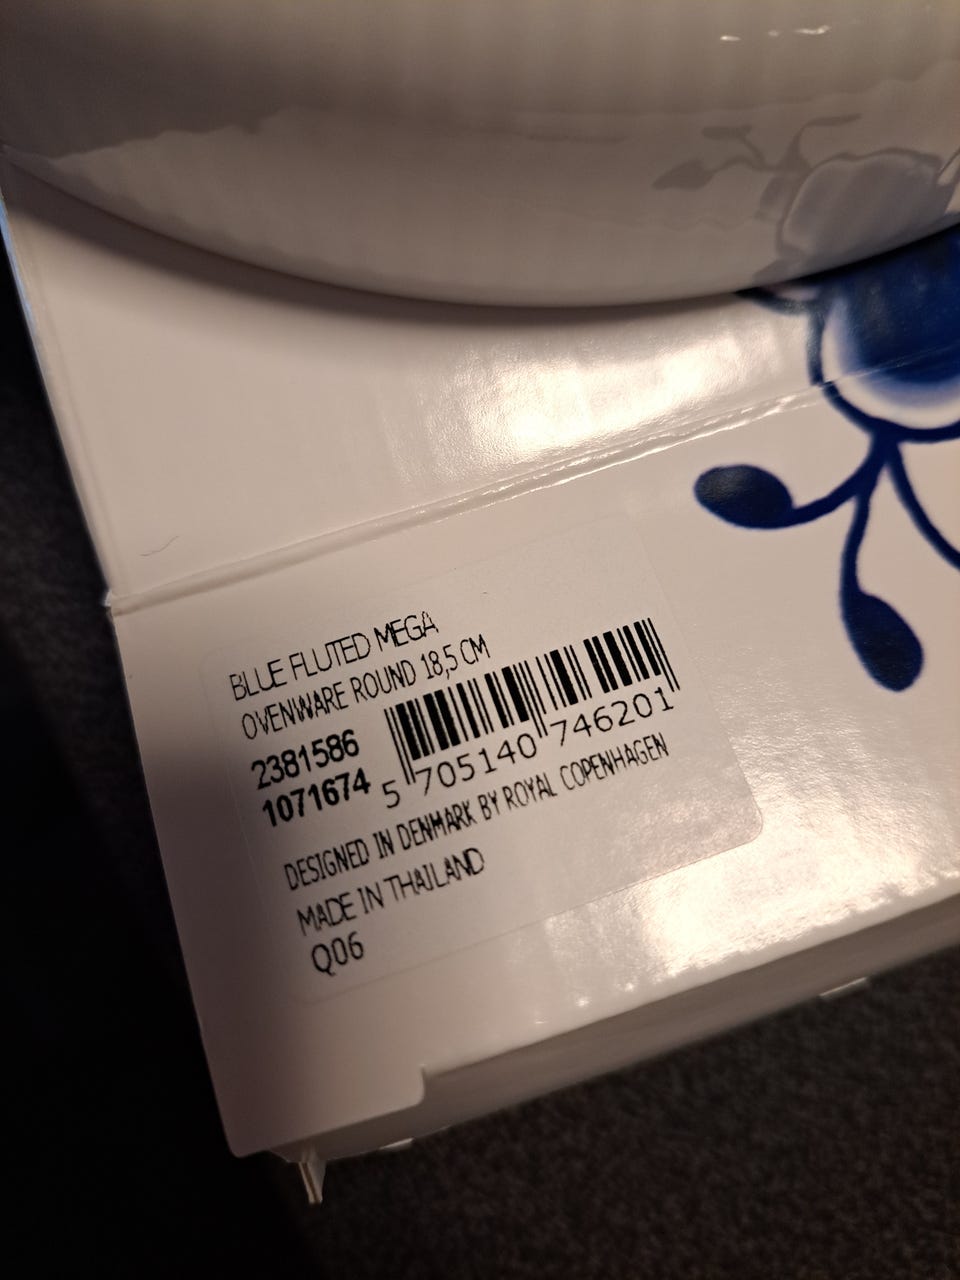 BLUE FLUTED MEGA
OVENWARE ROUND 18,5 CM
2381586
1071674
5 705140 746201
DESIGNED IN DENMARK BY ROYAL COPENHAGEN
MADE IN THAILAND
Q06